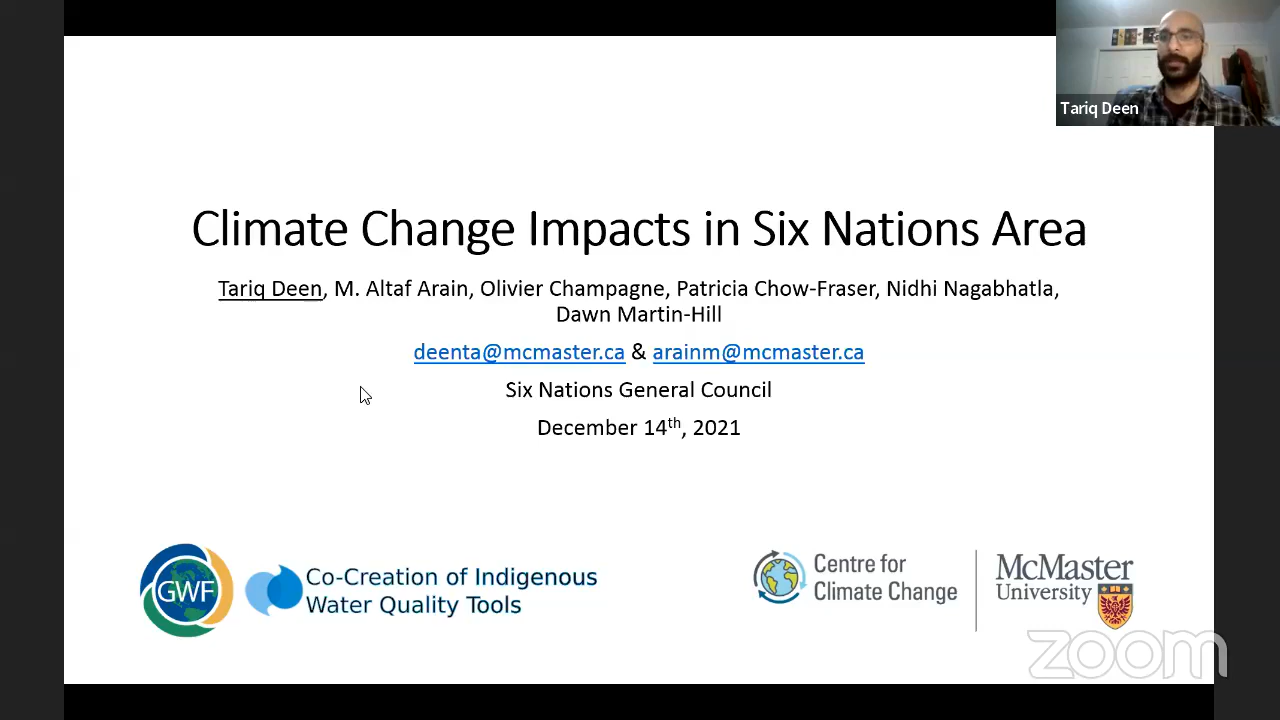 Tariq Deen
Climate Change Impacts in Six Nations Area
Tariq Deen, M. Altaf Arain, Olivier Champagne, Patricia Chow-Fraser, Nidhi Nagabhatla,
Dawn Martin-Hill
deenta@mcmaster.ca & arainm@mcmaster.ca
Six Nations General Council
December 14th, 2021
GWF
Co-Creation of Indigenous
Water Quality Tools
Centre for
Climate Change
McMaster
University
zoom